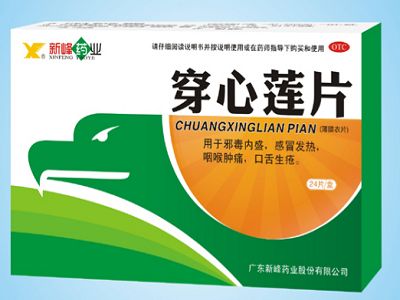 新峰药业
XINFENG YAOYE
请仔细阅读说明书并按说明使用或在药师指导下购买和使用
OTC
穿心莲片
CHUANGXINGLIAN PIAN (薄膜衣片)
用于邪毒内盛，感冒发热，
咽喉肿痛，口舌生疮。
24片/盒
广东新峰药业股份有限公司